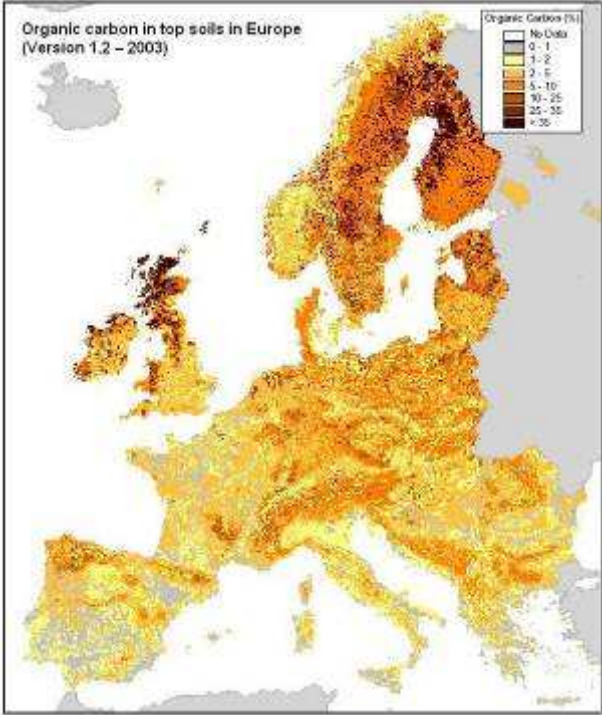 Organic carbon in top soils in Europe
(Version 1.2 – 2003)
Organic Carbon (%)
No Data
0 - 1
1 - 2
2 - 5
5 - 10
10 - 25
25 - 35
> 35